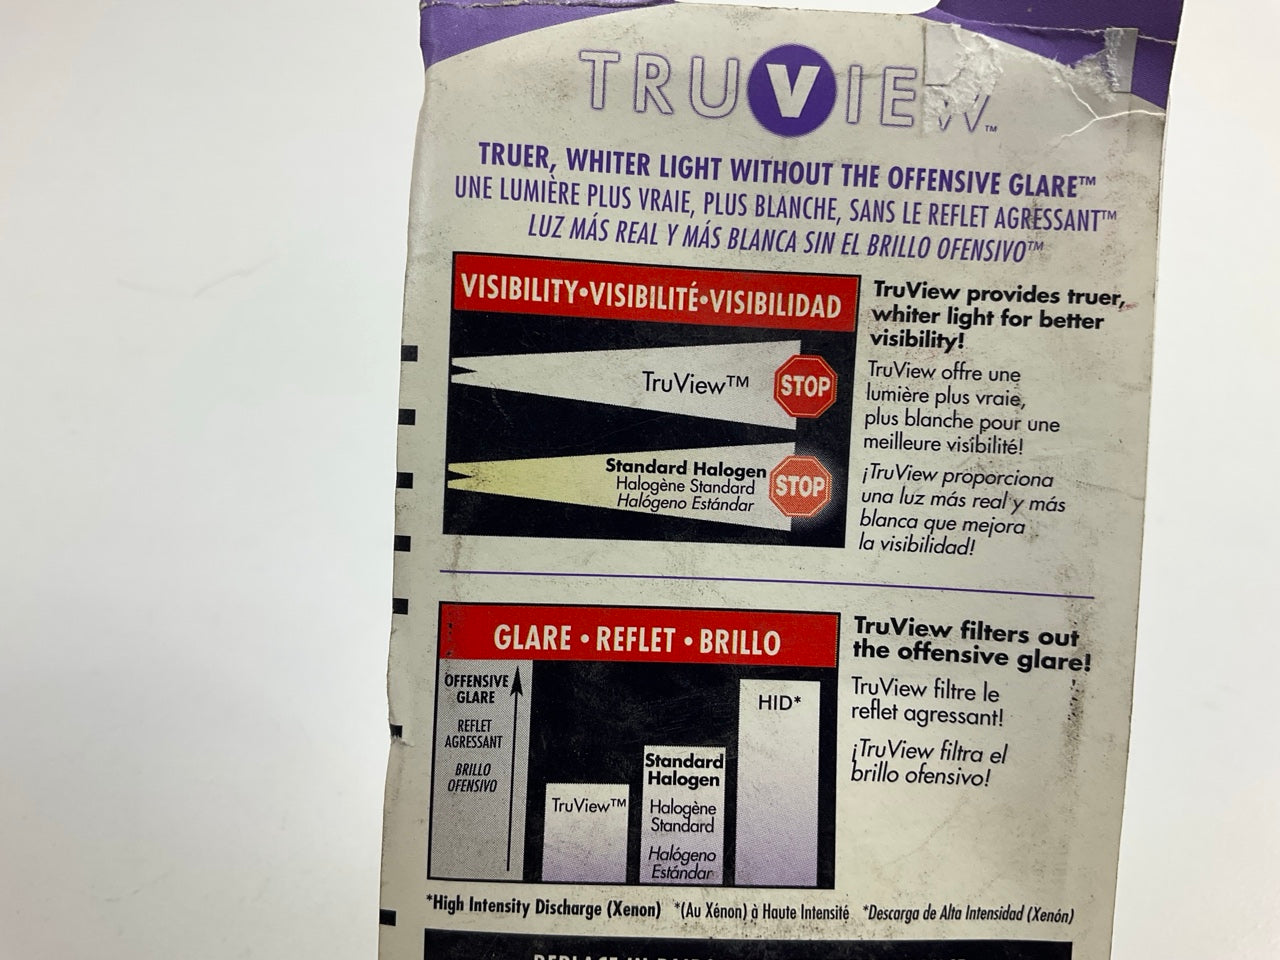 TRUVIEW™
TRUER, WHITER LIGHT WITHOUT THE OFFENSIVE GLARE™
UNE LUMIÈRE PLUS VRAIE, PLUS BLANCHE, SANS LE REFLET AGRESSANT™
LUZ MÁS REAL Y MÁS BLANCA SIN EL BRILLO OFENSIVO™
VISIBILITY•VISIBILITÉ•VISIBILIDAD
TruView™
STOP
Standard Halogen
Halogène Standard
Halógeno Estándar
STOP
TruView provides truer,
whiter light for better
visibility!
TruView offre une
lumière plus vraie,
plus blanche pour une
meilleure visibilité!
¡TruView proporciona
una luz más real y más
blanca que mejora
la visibilidad!
GLARE • REFLET • BRILLO
OFFENSIVE
GLARE
REFLET
AGRESSANT
BRILLO
OFENSIVO
TruView™
Standard
Halogen
Halogène
Standard
Halógeno
Estándar
HID*
TruView filters out
the offensive glare!
TruView filtre le
reflet agressant!
¡TruView filtra el
brillo ofensivo!
*High Intensity Discharge (Xenon) *(Au Xénon) à Haute Intensité *Descarga de Alta Intensidad (Xenón)